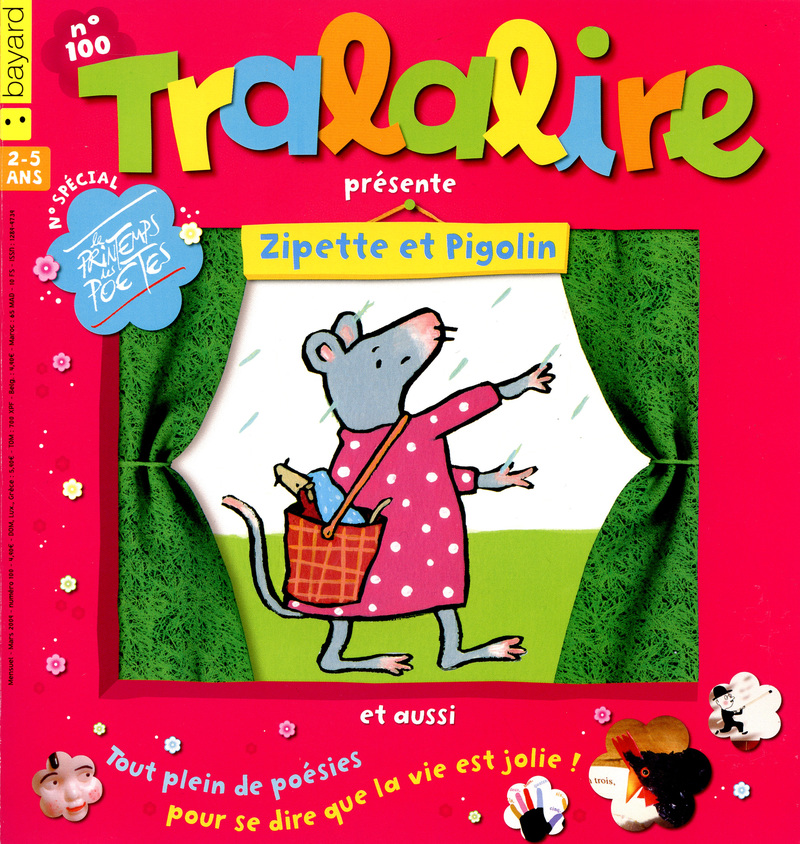 bayard
n°
100
Tralalire
2-5
ANS
présente
N° SPÉCIAL
le
PRINTEMPS
des
POÈTES
Zipette et Pigolin
et aussi
Tout plein de poésies
pour se dire que la vie est jolie !
trois,